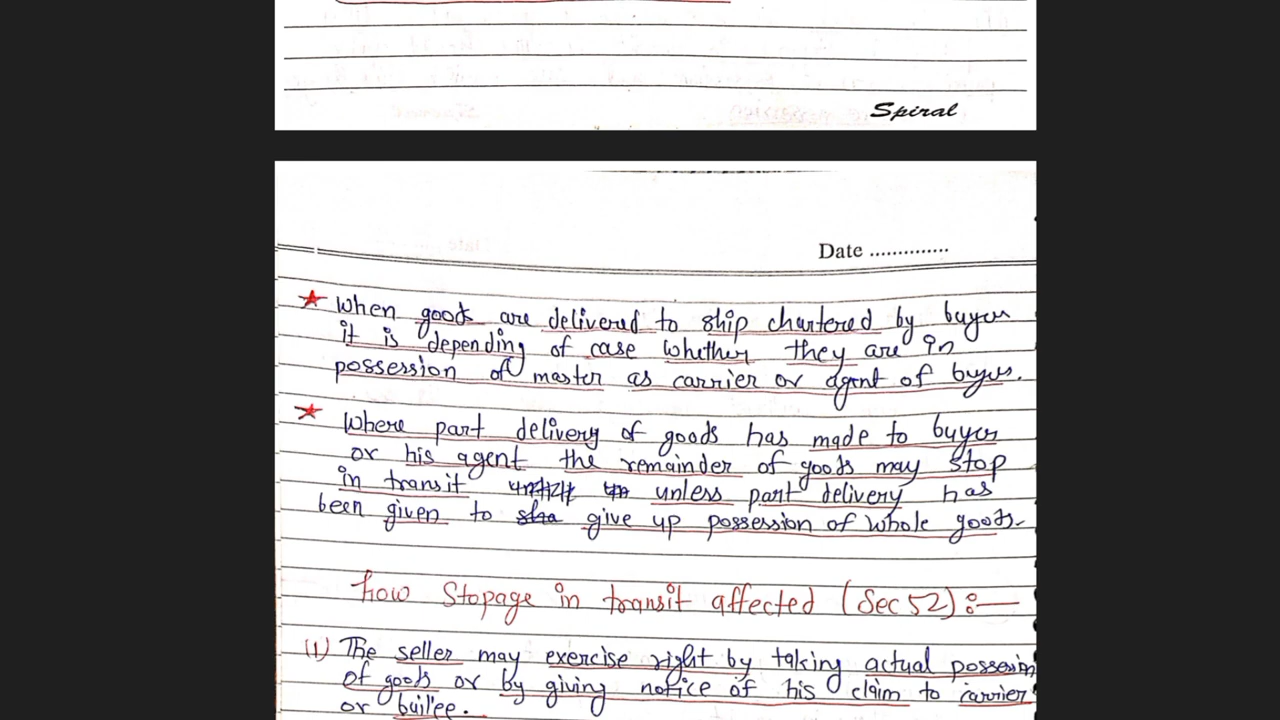 Spiral
Date ..............
★ When goods are delivered to ship chartered by buyer
it is depending of case whether they are in
possession of master as carrier or agent of buyer.
★ Where part delivery of goods has made to buyer
or his agent the remainder of goods may stop
in transit unless part delivery has
been given to give up possession of whole goods.
how Stopage in transit affected (Sec 52) :—
(1) The seller may exercise right by taking actual possession
of goods or by giving notice of his claim to carrier
or builee.